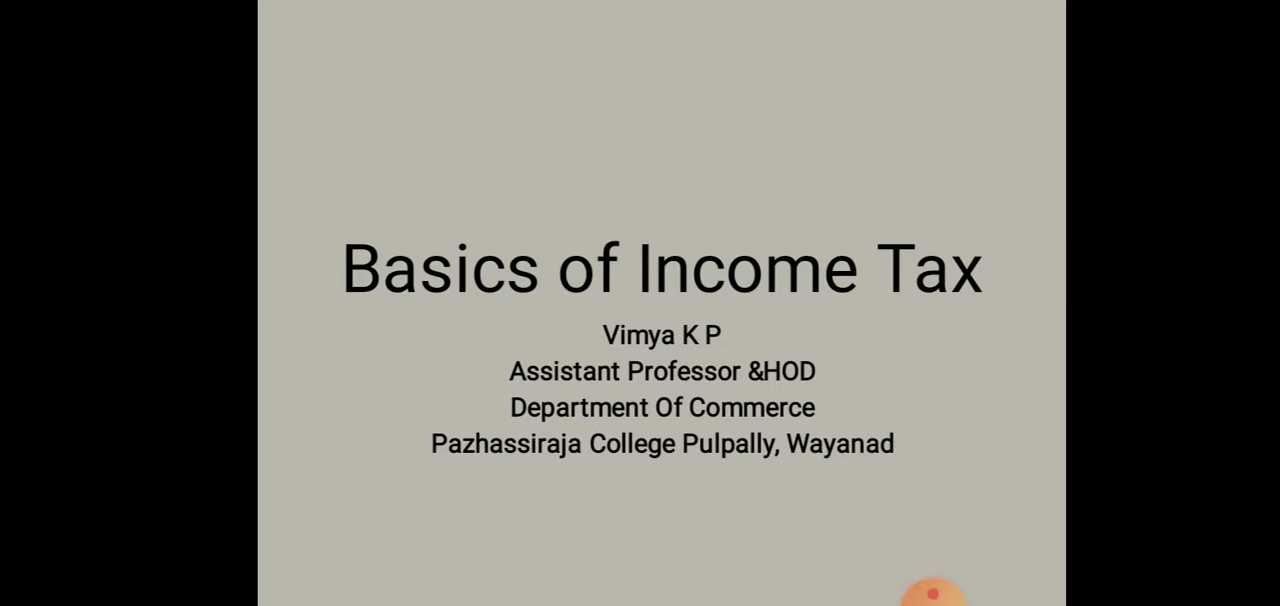 Basics of Income Tax
Vimya K P
Assistant Professor &HOD
Department Of Commerce
Pazhassiraja College Pulpally, Wayanad